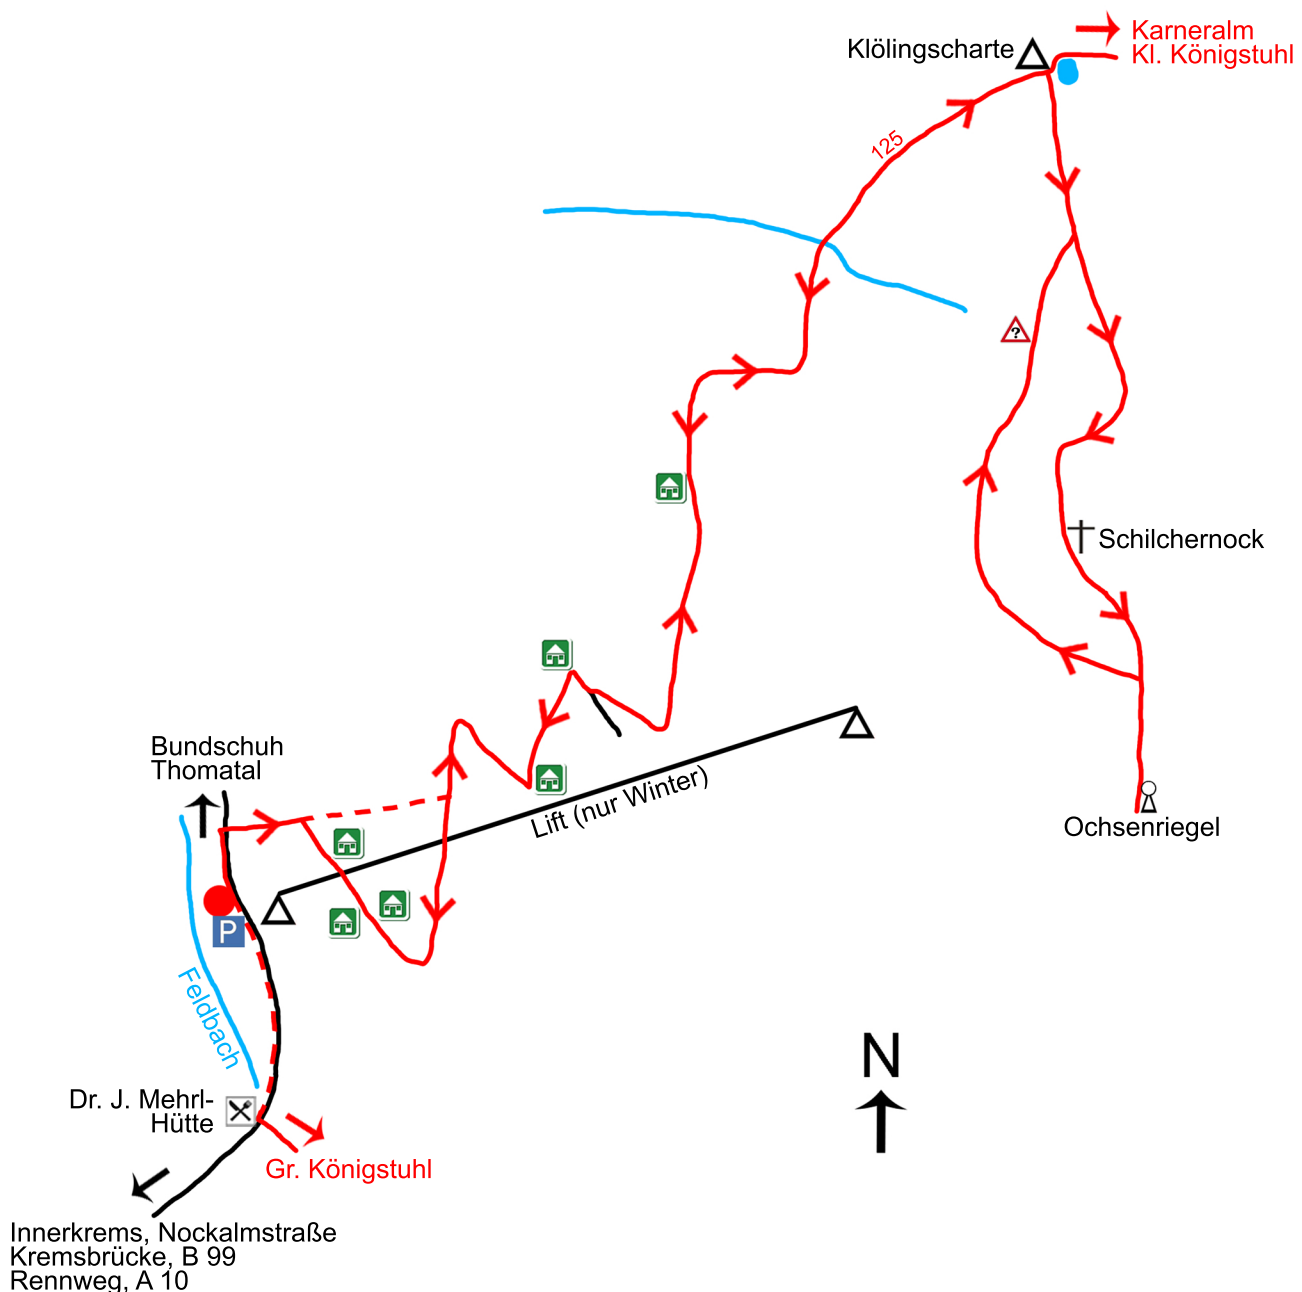 Karneralm
Kl. Königstuhl
Klölingscharte
125
?
Schilchernock
Bundschuh
Thomatal
Lift (nur Winter)
Ochsenriegel
P
Feldbach
N
Dr. J. Mehrl-
Hütte
Gr. Königstuhl
Innerkrems, Nockalmstraße
Kremsbrücke, B 99
Rennweg, A 10